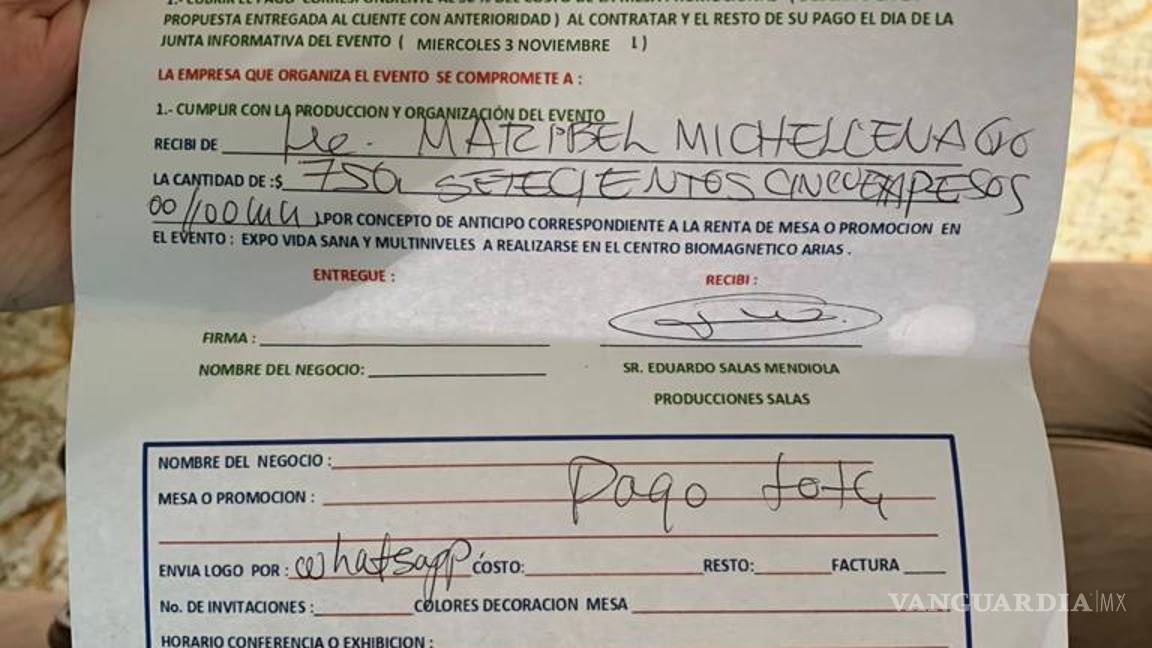 PROPUESTA ENTREGADA AL CLIENTE CON ANTERIORIDAD ) AL CONTRATAR Y EL RESTO DE SU PAGO EL DIA DE LA
JUNTA INFORMATIVA DEL EVENTO ( MIERCOLES 3 NOVIEMBRE )
LA EMPRESA QUE ORGANIZA EL EVENTO SE COMPROMETE A :
1.- CUMPLIR CON LA PRODUCCION Y ORGANIZACIÓN DEL EVENTO
RECIBI DE Lic. MARIBEL MICHEL
LA CANTIDAD DE :$ 750 SETECIENTOS PESOS
00/100 POR CONCEPTO DE ANTICIPO CORRESPONDIENTE A LA RENTA DE MESA O PROMOCION EN
EL EVENTO : EXPO VIDA SANA Y MULTINIVELES A REALIZARSE EN EL CENTRO BIOMAGNETICO ARIAS .
ENTREGUE : RECIBI :
FIRMA :
NOMBRE DEL NEGOCIO: SR. EDUARDO SALAS MENDIOLA
PRODUCCIONES SALAS
NOMBRE DEL NEGOCIO :
MESA O PROMOCION : Pago
ENVIA LOGO POR : whatsapp COSTO: RESTO: FACTURA
No. DE INVITACIONES : COLORES DECORACION MESA
HORARIO CONFERENCIA O EXHIBICION :
VANGUARDIA|MX